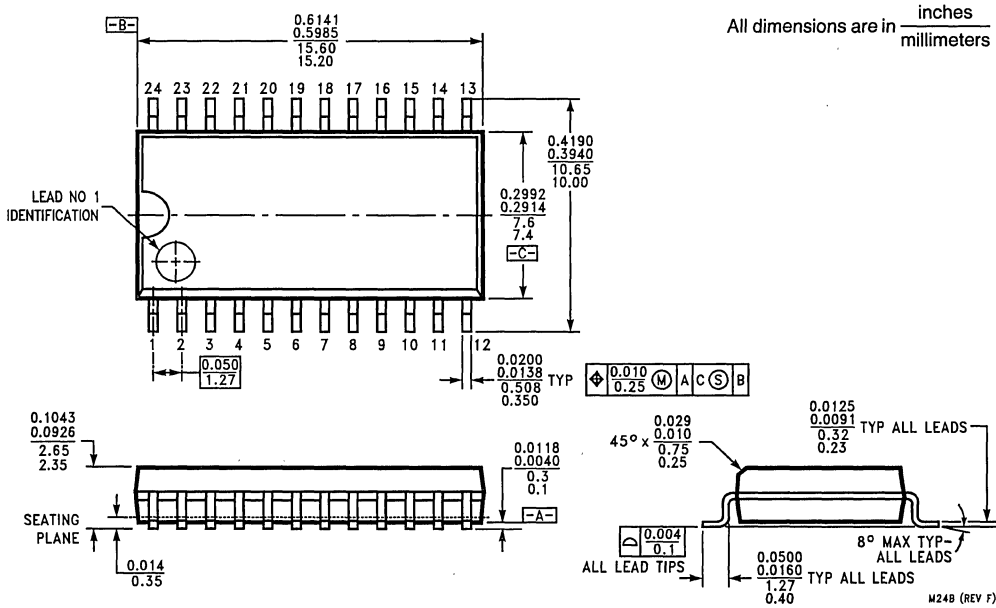 All dimensions are in inches
millimeters
-B-
0.6141
0.5985
15.60
15.20
24 23 22 21 20 19 18 17 16 15 14 13
0.4190
0.3940
10.65
10.00
LEAD NO 1
IDENTIFICATION
0.2992
0.2914
7.6
7.4
-C-
1 2 3 4 5 6 7 8 9 10 11 12
0.050
1.27
0.0200
0.0138
0.508
0.350
TYP
0.010
0.25
M A C S B
0.1043
0.0926
2.65
2.35
SEATING
PLANE
0.014
0.35
0.0118
0.0040
0.3
0.1
-A-
45° x
0.029
0.010
0.75
0.25
0.0125
0.0091
0.32
0.23
TYP ALL LEADS
0.004
0.1
ALL LEAD TIPS
0.0500
0.0160
1.27
0.40
TYP ALL LEADS
8° MAX TYP-
ALL LEADS
M24B (REV F)